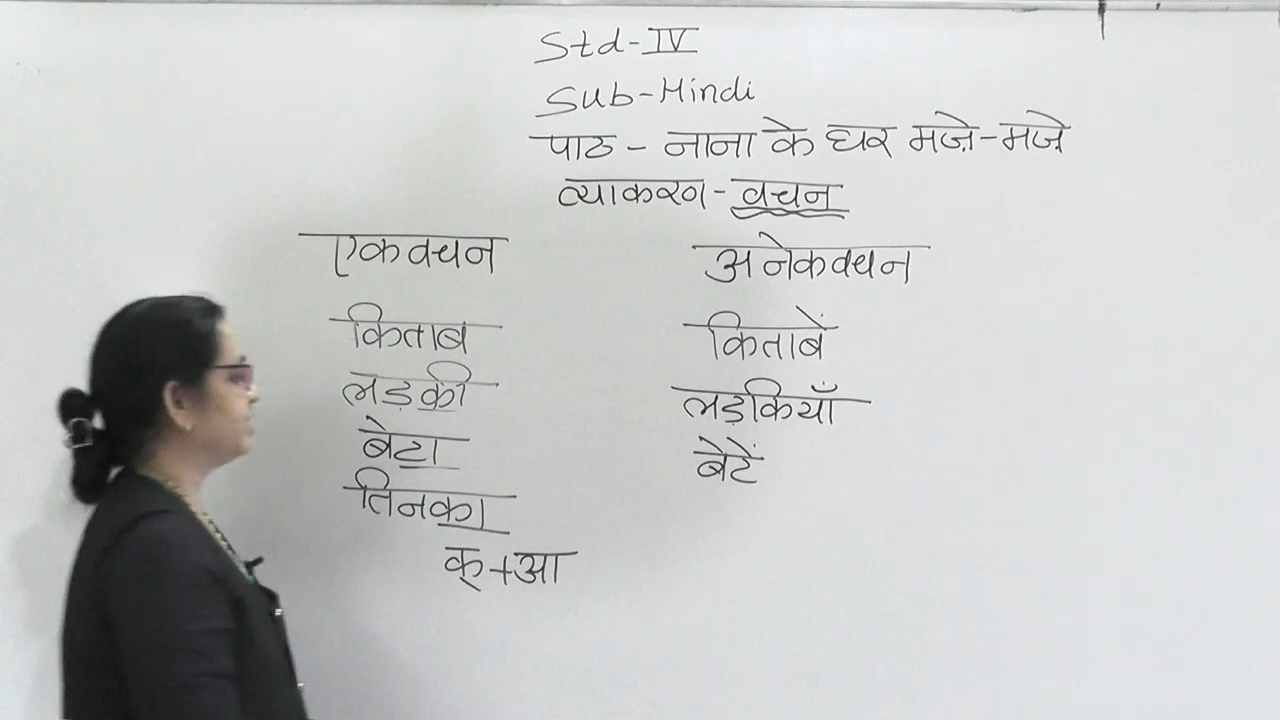 Std-IV
Sub-Hindi
पाठ - नाना के घर मज़े-मज़े
व्याकरण - वचन
एकवचन अनेकवचन
किताब किताबें
लड़की लड़कियाँ
बेटा बेटें
तिनका
क्+आ